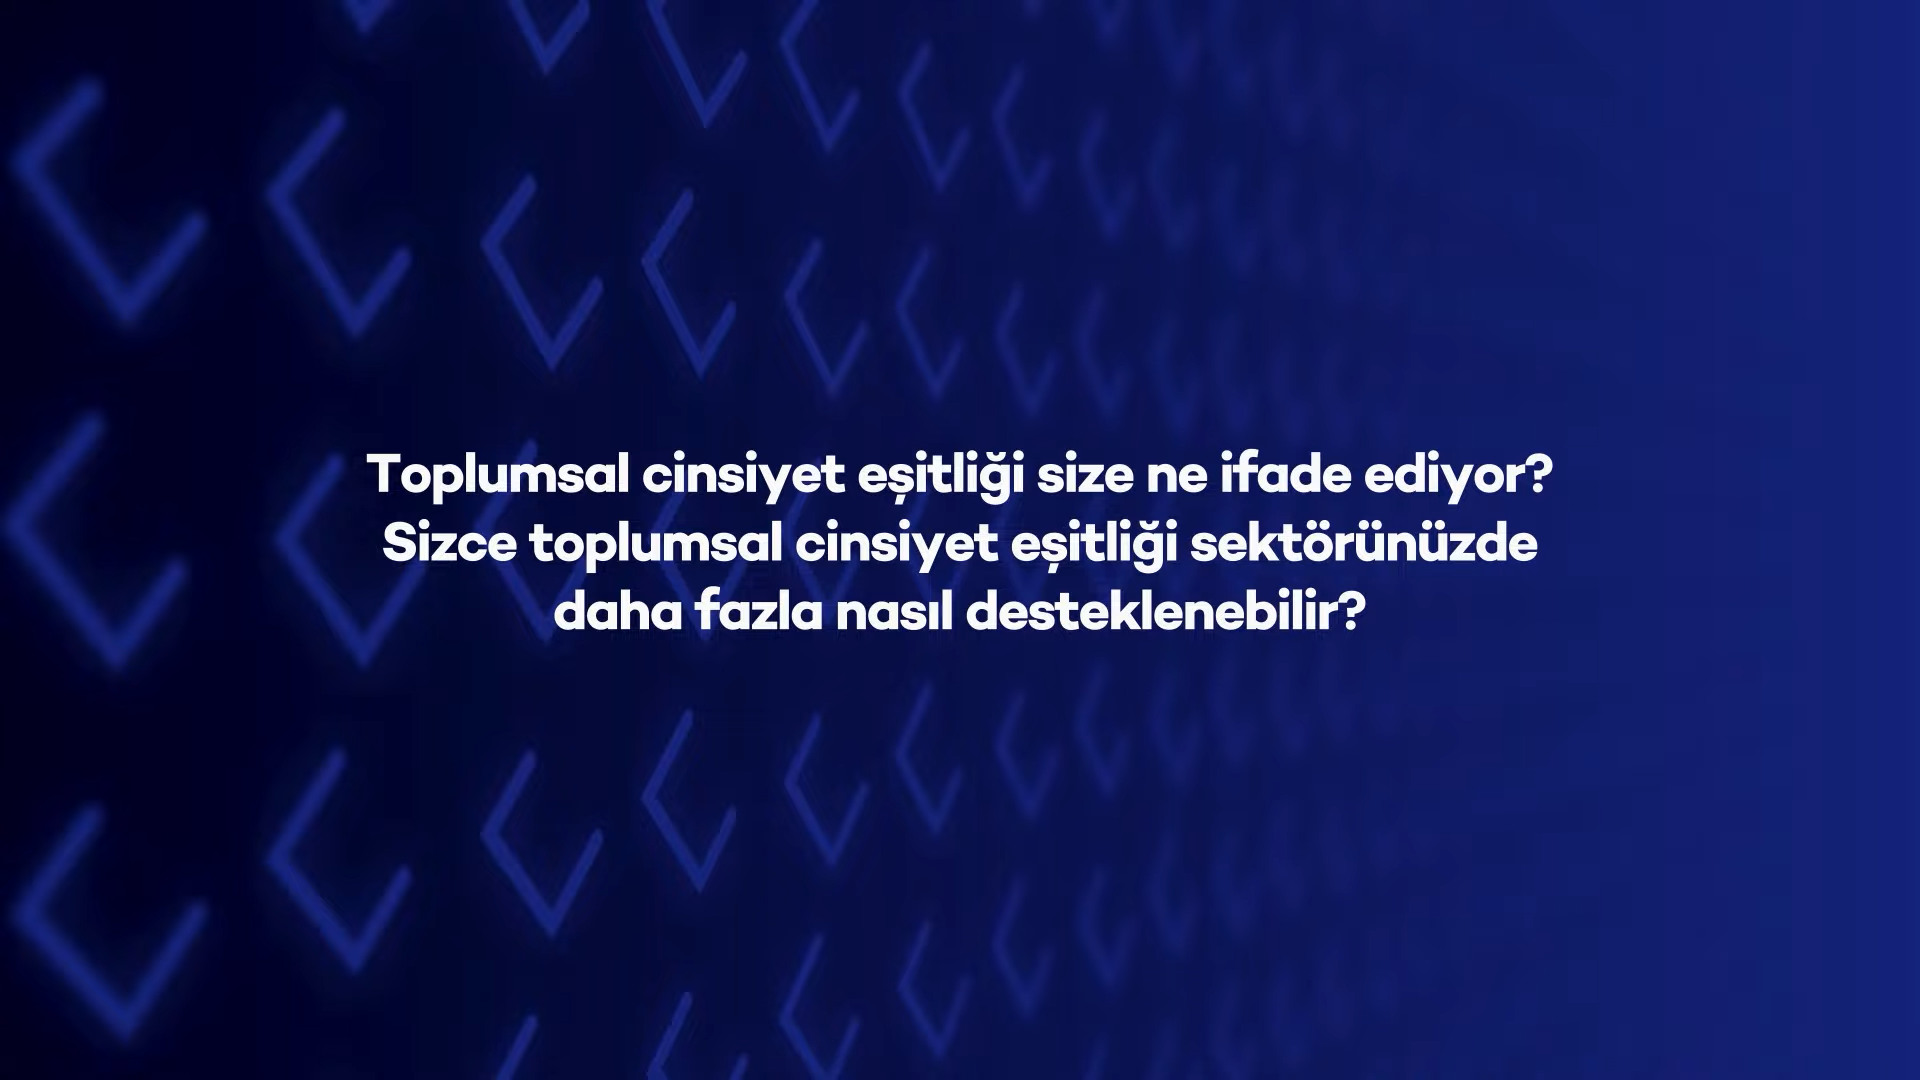 Toplumsal cinsiyet eşitliği size ne ifade ediyor?
Sizce toplumsal cinsiyet eşitliği sektörünüzde
daha fazla nasıl desteklenebilir?